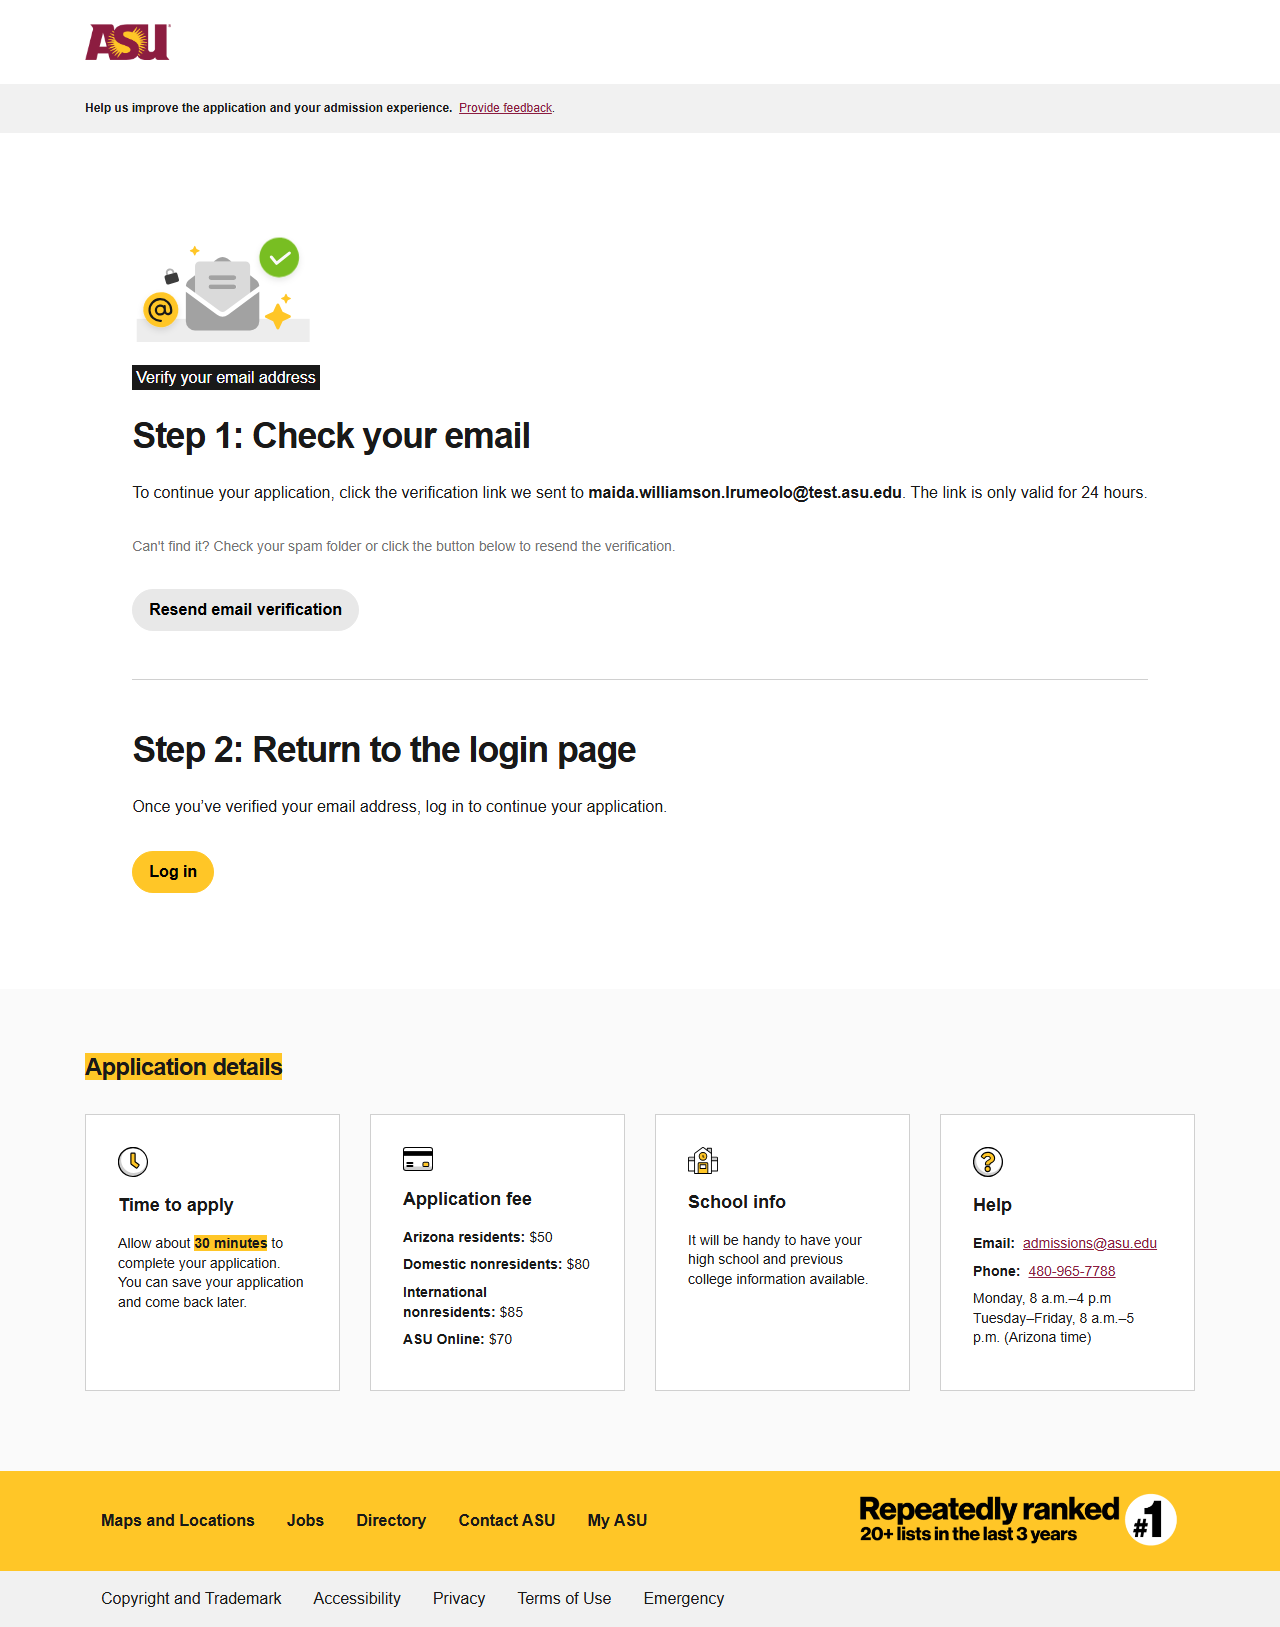 ASU
Help us improve the application and your admission experience. Provide feedback.
@
Verify your email address
Step 1: Check your email
To continue your application, click the verification link we sent to maida.williamson.lrumeolo@test.asu.edu. The link is only valid for 24 hours.
Can't find it? Check your spam folder or click the button below to resend the verification.
Resend email verification
Step 2: Return to the login page
Once you’ve verified your email address, log in to continue your application.
Log in
Application details
Time to apply
Allow about 30 minutes to
complete your application.
You can save your application
and come back later.
Application fee
Arizona residents: $50
Domestic nonresidents: $80
International
nonresidents: $85
ASU Online: $70
School info
It will be handy to have your
high school and previous
college information available.
?
Help
Email: admissions@asu.edu
Phone: 480-965-7788
Monday, 8 a.m.–4 p.m
Tuesday–Friday, 8 a.m.–5
p.m. (Arizona time)
Maps and Locations Jobs Directory Contact ASU My ASU
Repeatedly ranked #1
20+ lists in the last 3 years
Copyright and Trademark Accessibility Privacy Terms of Use Emergency